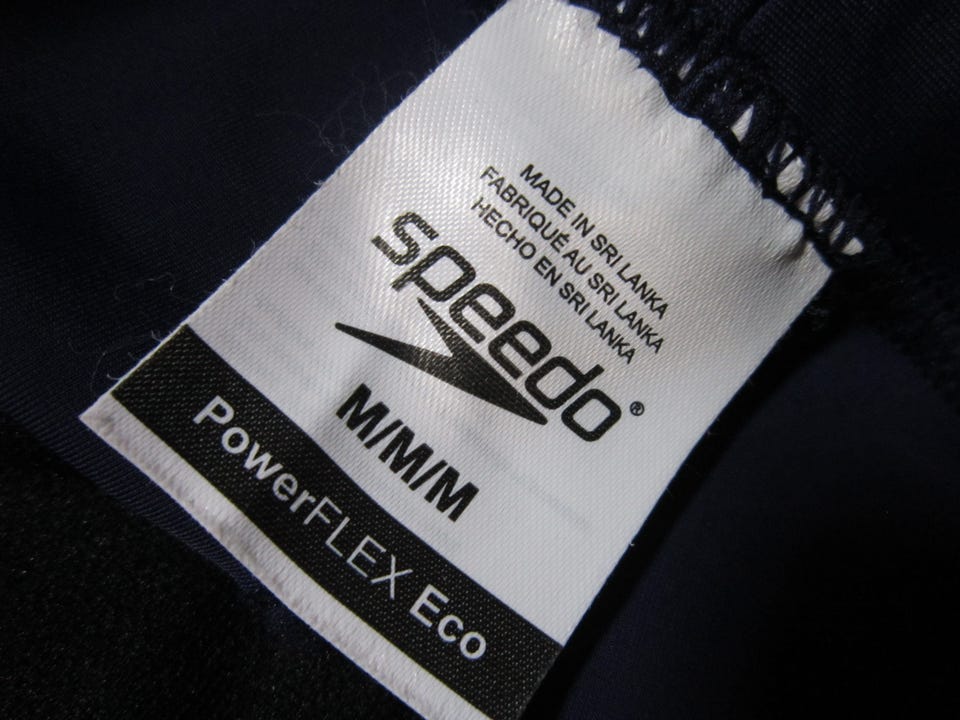 MADE IN SRI LANKA
FABRIQUÉ AU SRI LANKA
HECHO EN SRI LANKA
speedo®
M/M/M
PowerFLEX Eco